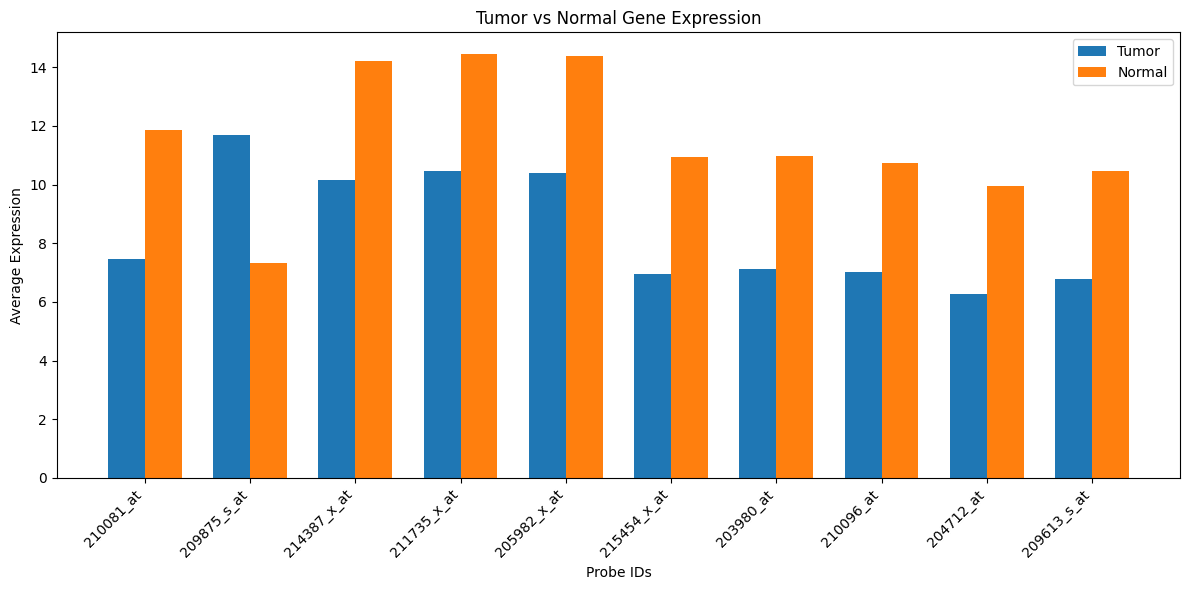 Tumor vs Normal Gene Expression
Tumor
Normal
Average Expression
14
12
10
8
6
4
2
0
210081_at
209875_s_at
214387_x_at
211735_x_at
205982_x_at
215454_x_at
203980_at
210096_at
204712_at
209613_s_at
Probe IDs